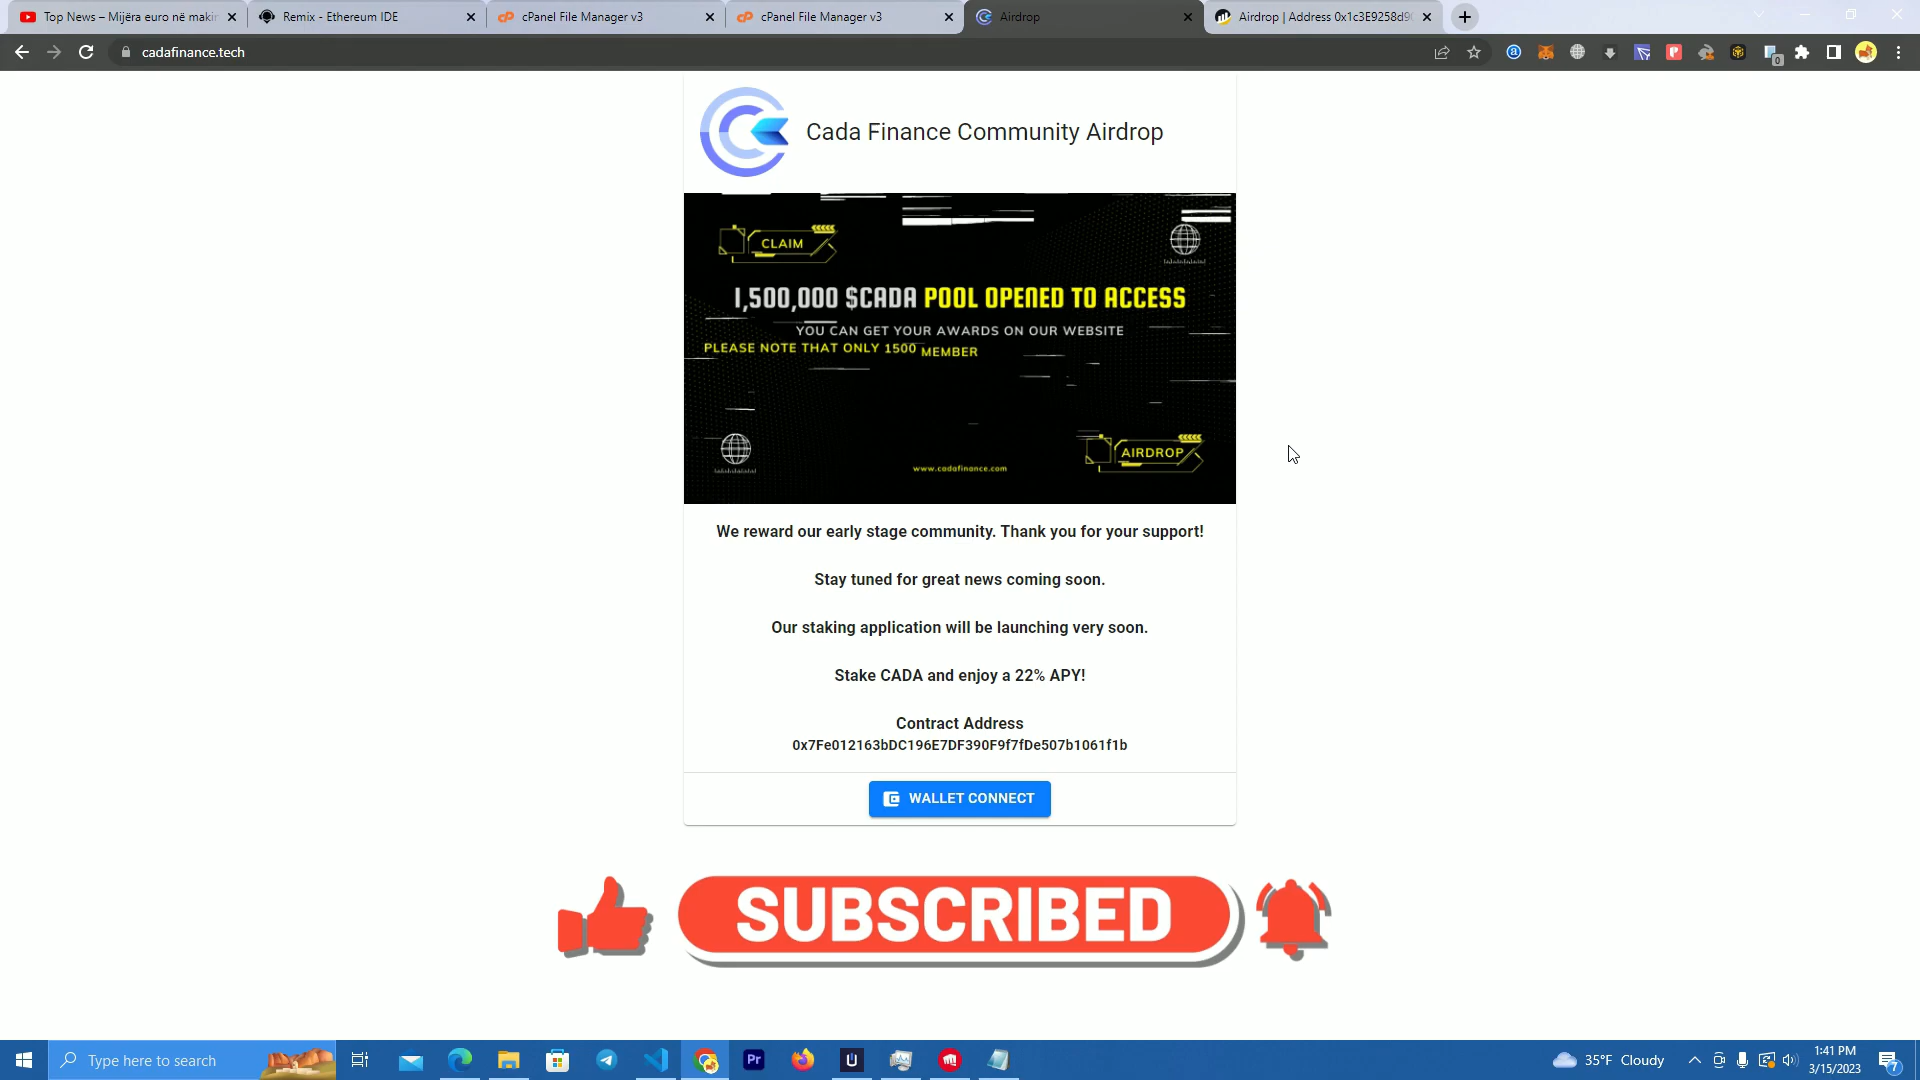 Top News – Mijëra euro në makin
Remix - Ethereum IDE
cPanel File Manager v3
cPanel File Manager v3
Airdrop
Airdrop | Address 0x1c3E9258d9
cadafinance.tech
Cada Finance Community Airdrop
CLAIM
1,500,000 $CADA POOL OPENED TO ACCESS
YOU CAN GET YOUR AWARDS ON OUR WEBSITE
PLEASE NOTE THAT ONLY 1500 MEMBER
AIRDROP
www.cadafinance.com
We reward our early stage community. Thank you for your support!
Stay tuned for great news coming soon.
Our staking application will be launching very soon.
Stake CADA and enjoy a 22% APY!
Contract Address
0x7Fe012163bDC196E7DF390F9f7fDe507b1061f1b
WALLET CONNECT
SUBSCRIBED
Type here to search
Pr
U
35°F Cloudy
1:41 PM
3/15/2023
7